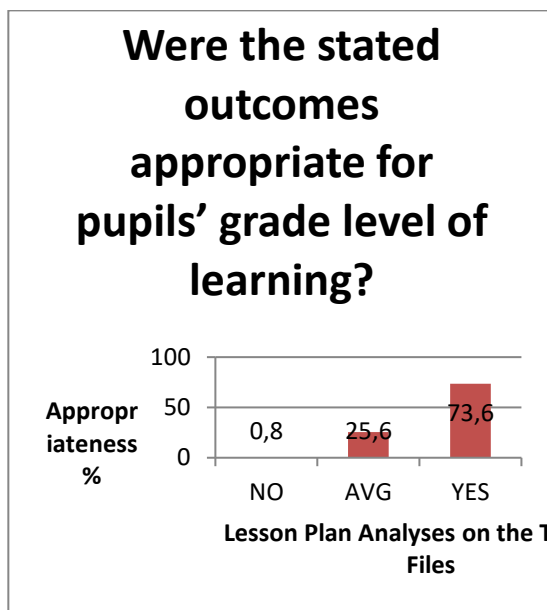 Were the stated
outcomes
appropriate for
pupils’ grade level of
learning?
100
50
0
Appropr
iateness
%
0,8
25,6
73,6
NO AVG YES
Lesson Plan Analyses on the T
Files